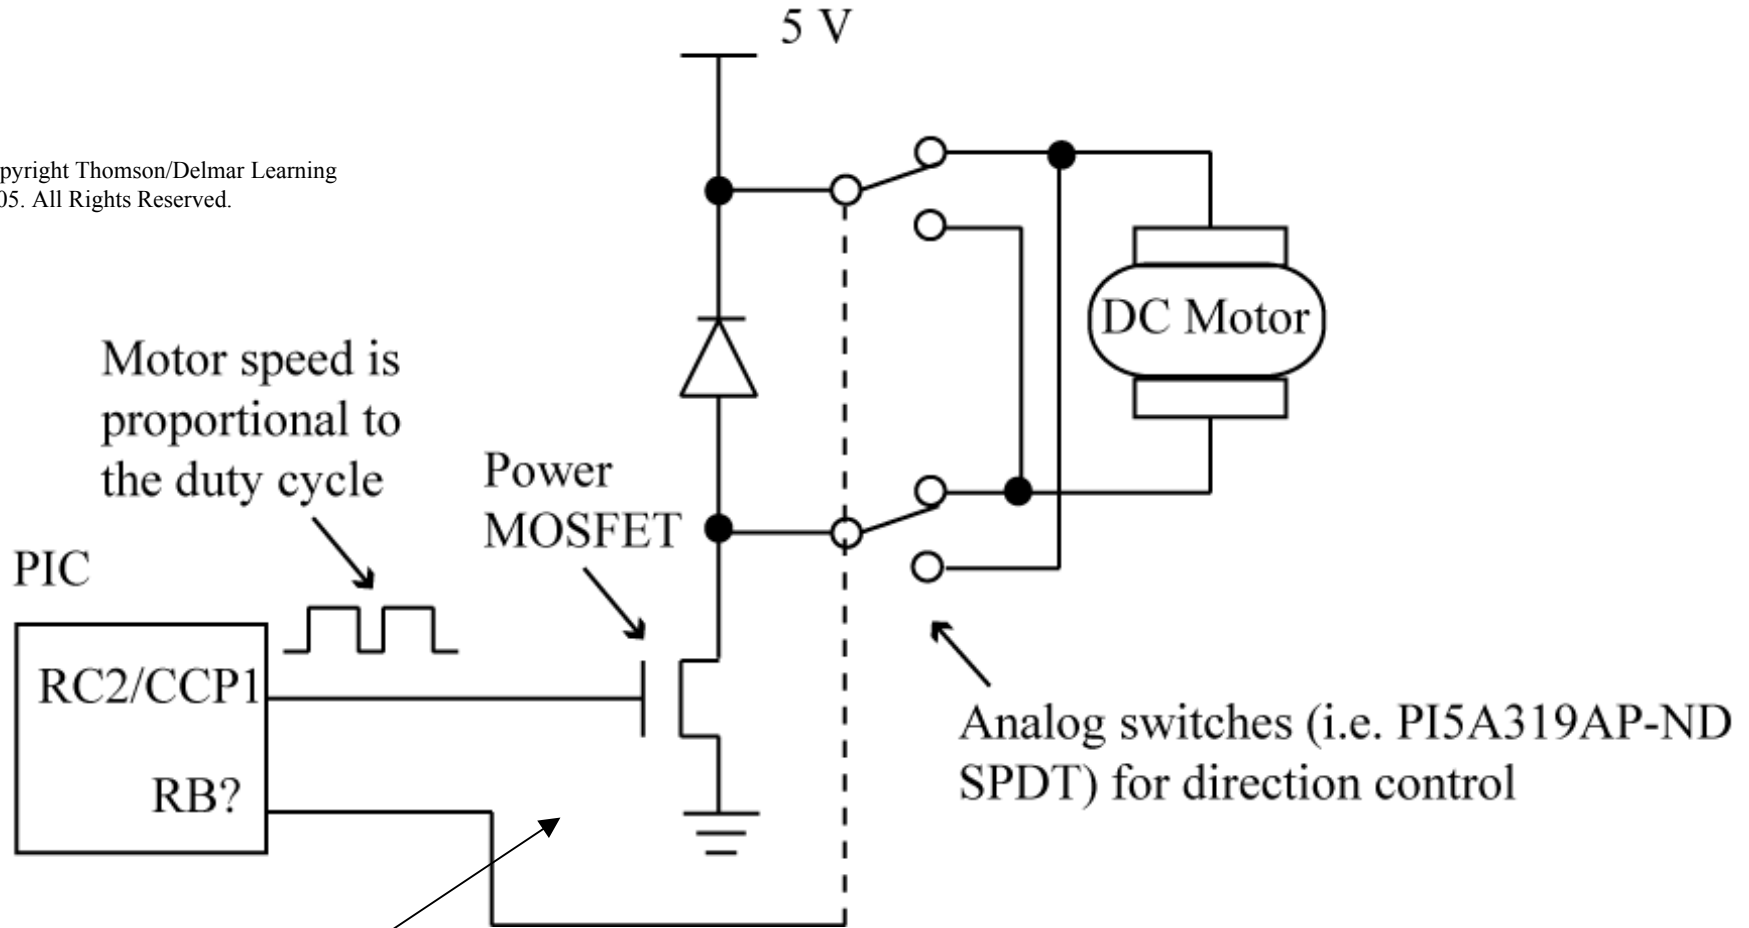 5 V
pyright Thomson/Delmar Learning
05. All Rights Reserved.
Motor speed is
proportional to
the duty cycle
Power
MOSFET
DC Motor
PIC
RC2/CCP1
RB?
Analog switches (i.e. PI5A319AP-ND
SPDT) for direction control